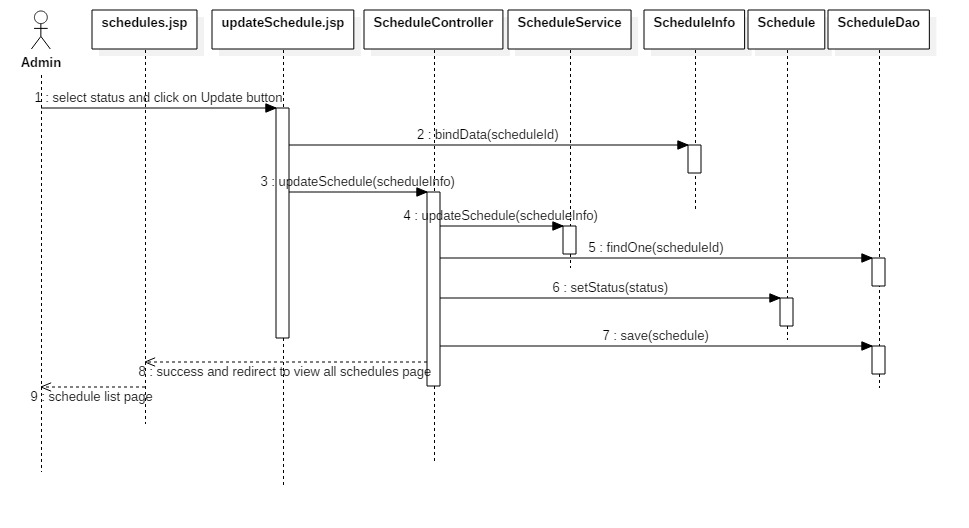 schedules.jsp
updateSchedule.jsp
ScheduleController
ScheduleService
ScheduleInfo
Schedule
ScheduleDao
Admin
1 : select status and click on Update button
2 : bindData(scheduleId)
3 : updateSchedule(scheduleInfo)
4 : updateSchedule(scheduleInfo)
5 : findOne(scheduleId)
6 : setStatus(status)
7 : save(schedule)
8 : success and redirect to view all schedules page
9 : schedule list page